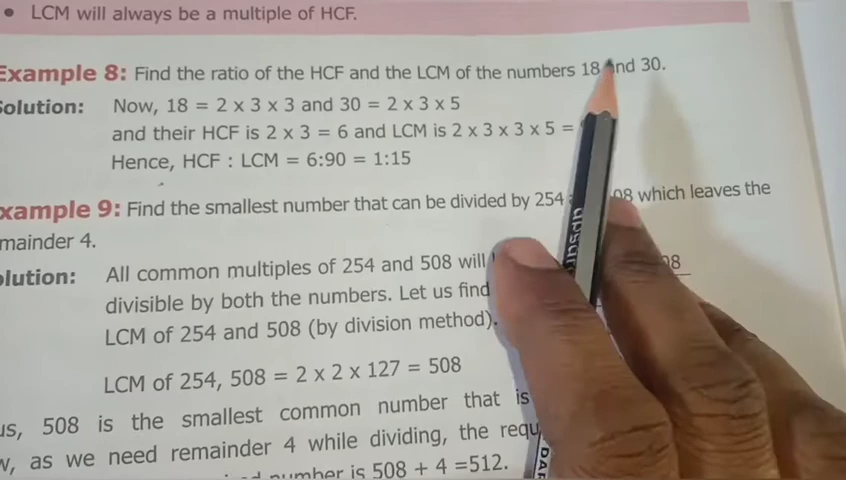 • LCM will always be a multiple of HCF.
Example 8: Find the ratio of the HCF and the LCM of the numbers 18 and 30.
Solution: Now, 18 = 2 x 3 x 3 and 30 = 2 x 3 x 5
and their HCF is 2 x 3 = 6 and LCM is 2 x 3 x 3 x 5 =
Hence, HCF : LCM = 6:90 = 1:15
xample 9: Find the smallest number that can be divided by 254 08 which leaves the
mainder 4.
olution: All common multiples of 254 and 508 will 08
divisible by both the numbers. Let us find
LCM of 254 and 508 (by division method).
LCM of 254, 508 = 2 x 2 x 127 = 508
us, 508 is the smallest common number that is
w, as we need remainder 4 while dividing, the requ
number is 508 + 4 =512.
apsara